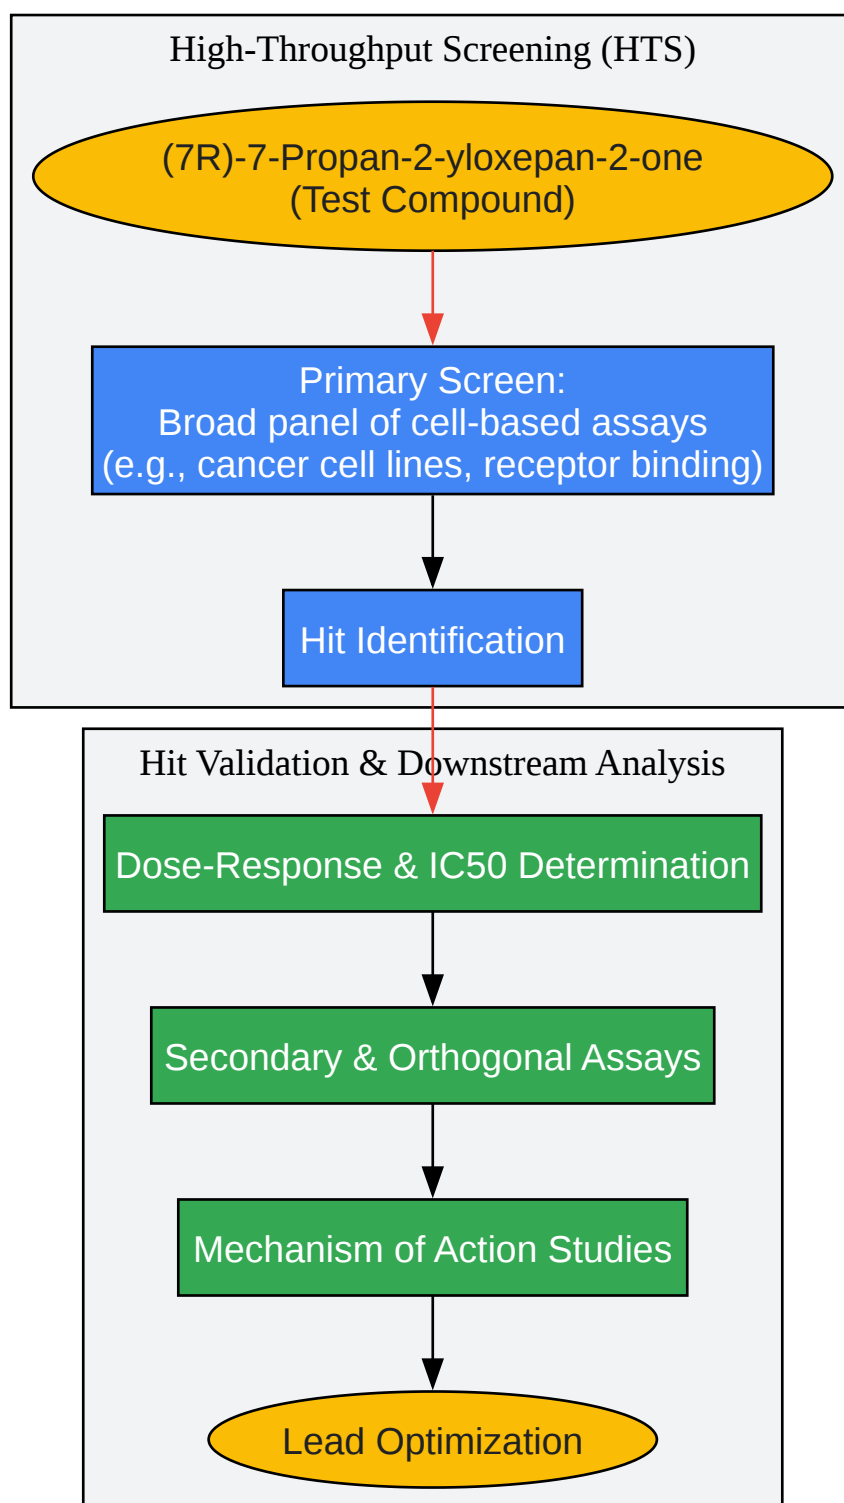 High-Throughput Screening (HTS)
(7R)-7-Propan-2-yloxepan-2-one
(Test Compound)
Primary Screen:
Broad panel of cell-based assays
(e.g., cancer cell lines, receptor binding)
Hit Identification
Hit Validation & Downstream Analysis
Dose-Response & IC50 Determination
Secondary & Orthogonal Assays
Mechanism of Action Studies
Lead Optimization